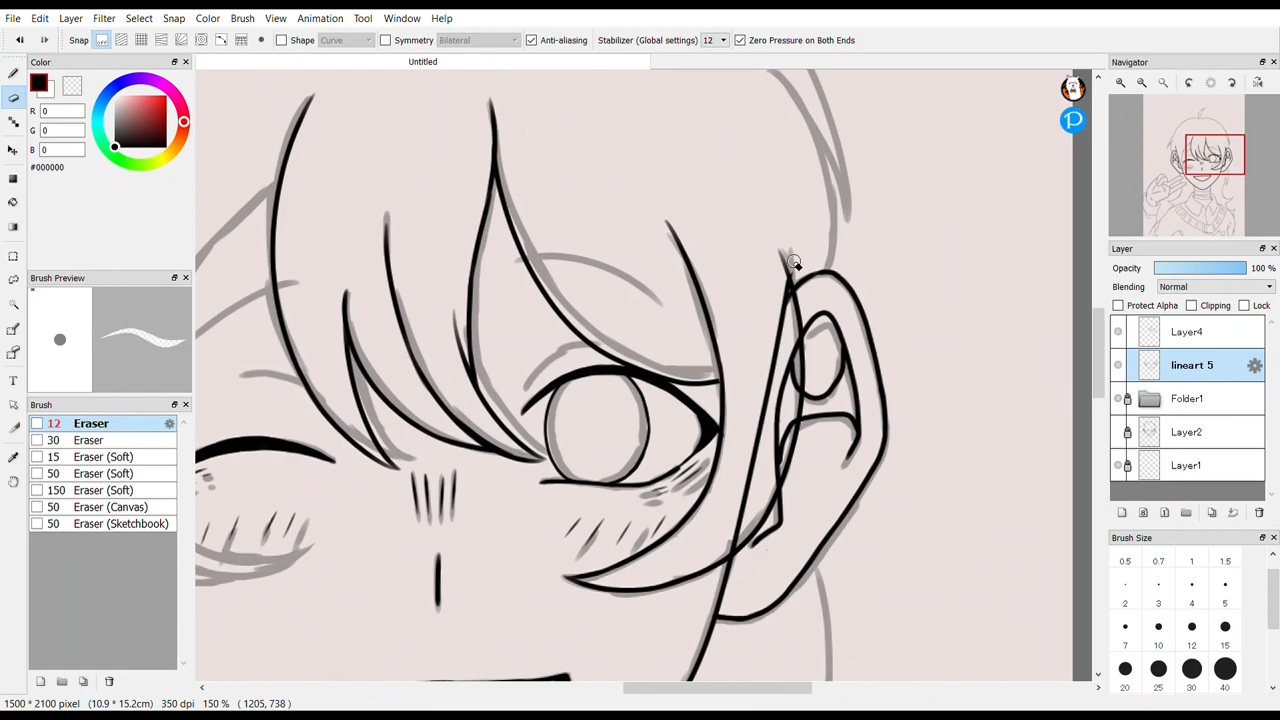 File Edit Layer Filter Select Snap Color Brush View Animation Tool Window Help
Snap off Shape Curve Symmetry Bilateral Anti-aliasing Stabilizer (Global settings) 12 Zero Pressure on Both Ends
Color
R 0
G 0
B 0
#000000
Brush Preview
Brush
12 Eraser
30 Eraser
15 Eraser (Soft)
50 Eraser (Soft)
150 Eraser (Soft)
50 Eraser (Canvas)
50 Eraser (Sketchbook)
Untitled
Navigator
Layer
Opacity 100 %
Blending Normal
Protect Alpha Clipping Lock
Layer4
lineart 5
Folder1
Layer2
Layer1
Brush Size
0.5 0.7 1 1.5
2 3 4 5
7 10 12 15
20 25 30 40
1500 * 2100 pixel (10.9 * 15.2cm) 350 dpi 150 % ( 1205, 738 )